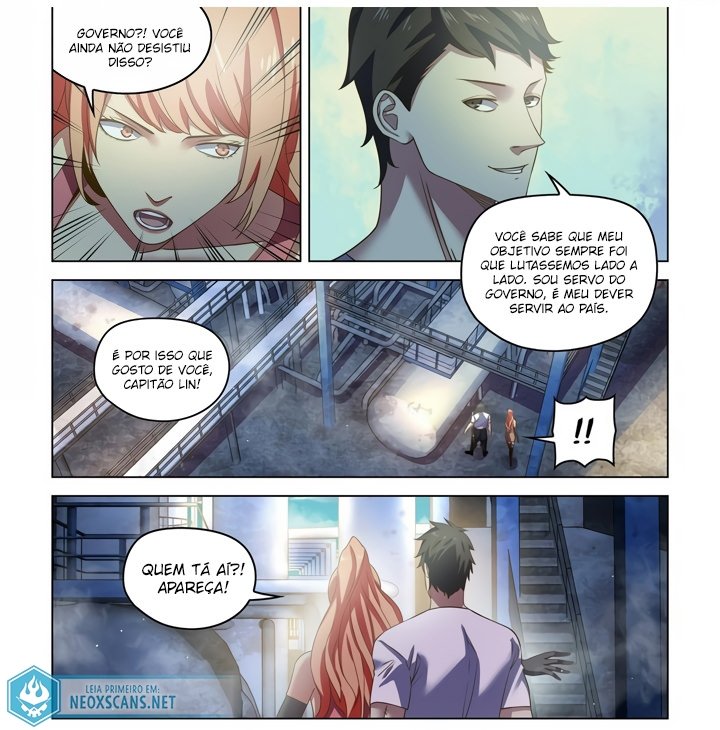 GOVERNO?! VOCÊ
AINDA NÃO DESISTIU
DISSO?
VOCÊ SABE QUE MEU
OBJETIVO SEMPRE FOI
QUE LUTASSEMOS LADO A
LADO. SOU SERVO DO
GOVERNO, É MEU DEVER
SERVIR AO PAÍS.
É POR ISSO QUE
GOSTO DE VOCÊ,
CAPITÃO LIN!
!!
QUEM TÁ AÍ?!
APAREÇA!
LEIA PRIMEIRO EM:
NEOXSCANS.NET